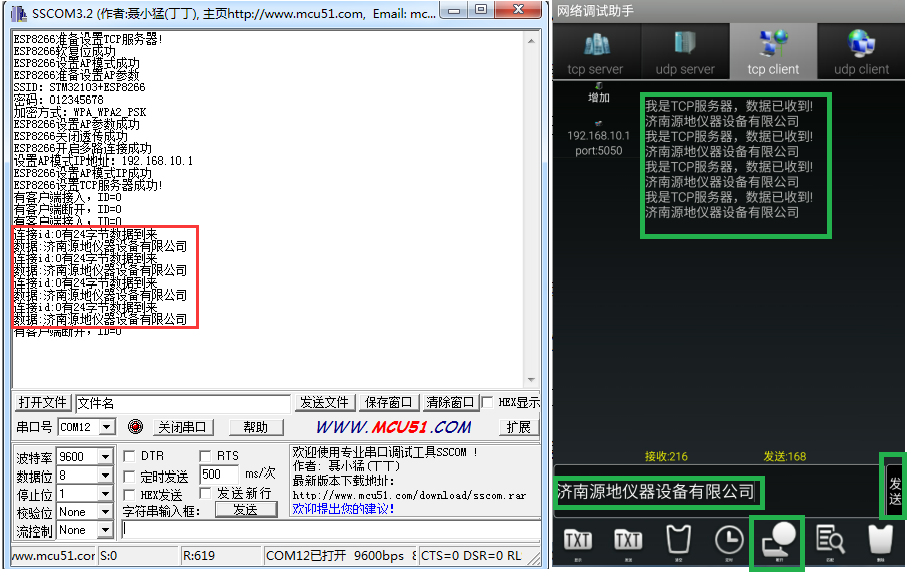 SSCOM3.2 (作者:聂小猛(丁丁), 主页http://www.mcu51.com, Email: mc...
ESP8266准备设置TCP服务器!
ESP8266软复位成功
ESP8266设置AP模式成功
ESP8266准备设置AP参数
SSID: STM32103+ESP8266
密码: 012345678
加密方式: WPA_WPA2_PSK
ESP8266设置AP参数成功
ESP8266关闭透传成功
ESP8266开启多路连接成功
设置AP模式IP地址: 192.168.10.1
ESP8266设置AP模式IP成功
ESP8266设置TCP服务器成功!
有客户端接入, ID=0
有客户端断开, ID=0
有客户端接入, ID=0
连接id:0有24字节数据到来
数据:济南源地仪器设备有限公司
连接id:0有24字节数据到来
数据:济南源地仪器设备有限公司
连接id:0有24字节数据到来
数据:济南源地仪器设备有限公司
连接id:0有24字节数据到来
数据:济南源地仪器设备有限公司
有客户端断开, ID=0
打开文件 文件名 发送文件 保存窗口 清除窗口 HEX显示
串口号 COM12 关闭串口 帮助 WWW.MCU51.COM 扩展
波特率 9600 DTR RTS
数据位 8 定时发送 500 ms/次
停止位 1 HEX发送 发送新行
校验位 None 字符串输入框: 发送
流控制 None
欢迎使用专业串口调试工具SSCOM !
作者: 聂小猛(丁丁)
最新版本下载地址:
http://www.mcu51.com/download/sscom.rar
欢迎提出您的建议!
www.mcu51.cor S:0 R:619 COM12已打开 9600bps 8 CTS=0 DSR=0 RL
网络调试助手
tcp server udp server tcp client udp client
增加
192.168.10.1
port:5050
我是TCP服务器，数据已收到!
济南源地仪器设备有限公司
我是TCP服务器，数据已收到!
济南源地仪器设备有限公司
我是TCP服务器，数据已收到!
济南源地仪器设备有限公司
我是TCP服务器，数据已收到!
济南源地仪器设备有限公司
接收:216 发送:168
济南源地仪器设备有限公司
发送
TXT TXT